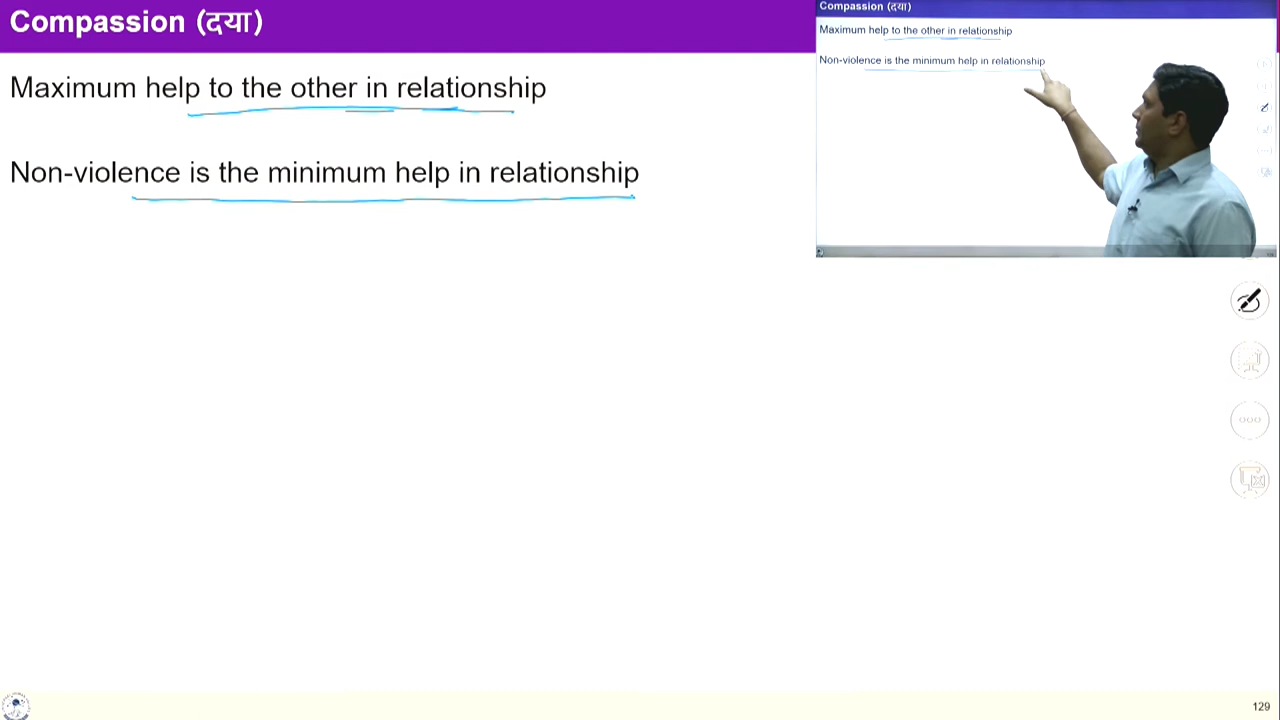 Compassion (दया)
Maximum help to the other in relationship
Non-violence is the minimum help in relationship
Compassion (दया)
Maximum help to the other in relationship
Non-violence is the minimum help in relationship
129